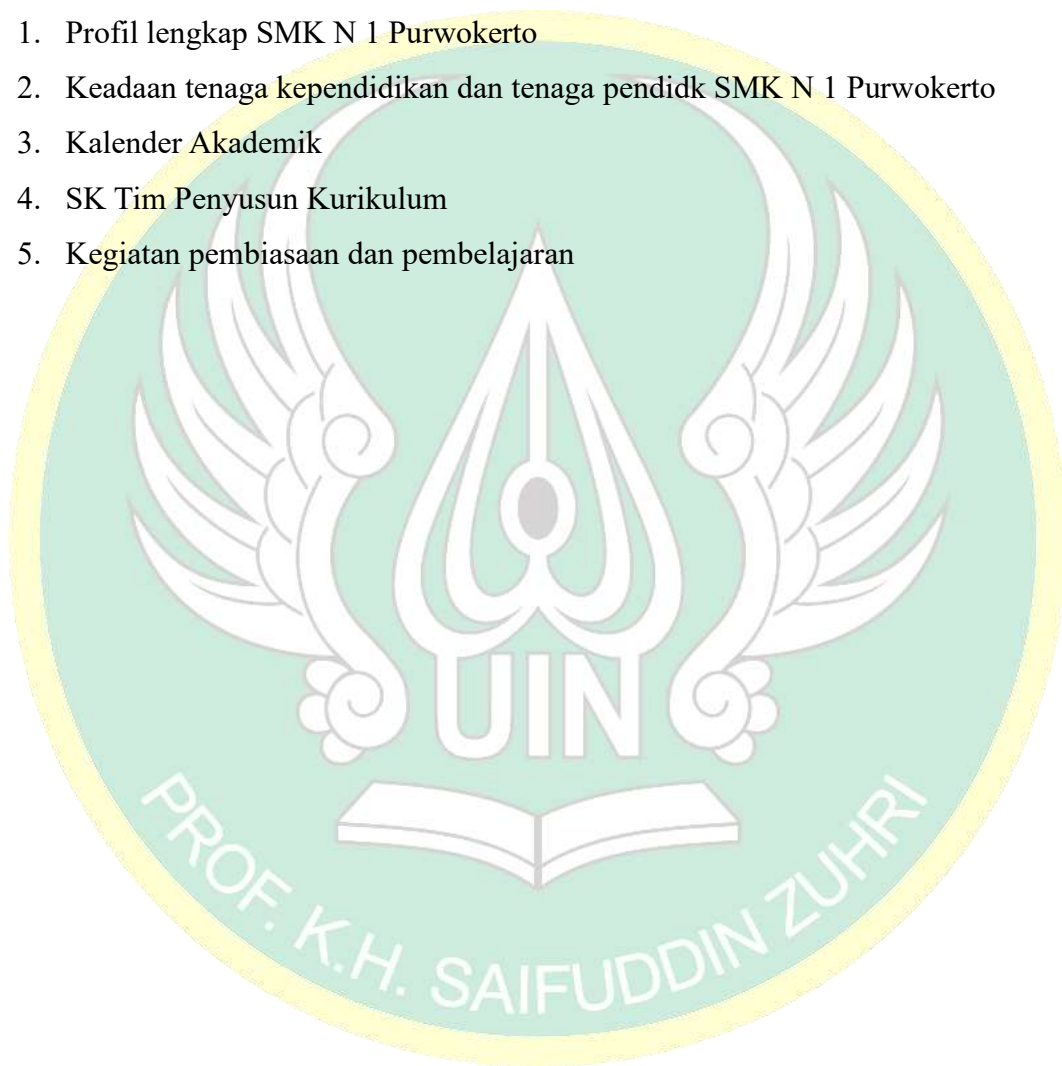 1. Profil lengkap SMK N 1 Purwokerto
2. Keadaan tenaga kependidikan dan tenaga pendidk SMK N 1 Purwokerto
3. Kalender Akademik
4. SK Tim Penyusun Kurikulum
5. Kegiatan pembiasaan dan pembelajaran
UIN
PROF. K.H. SAIFUDDIN ZUHRI